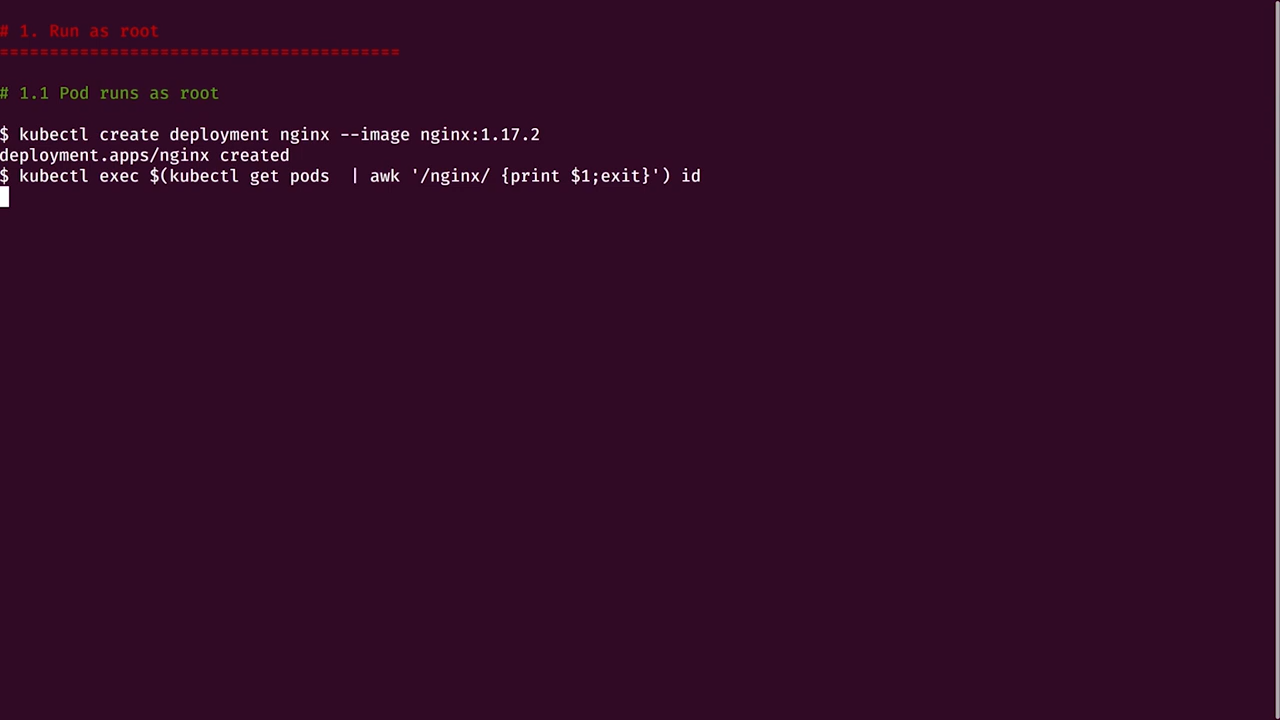 # 1. Run as root
========================================
# 1.1 Pod runs as root
$ kubectl create deployment nginx --image nginx:1.17.2
deployment.apps/nginx created
$ kubectl exec $(kubectl get pods  | awk '/nginx/ {print $1;exit}') id